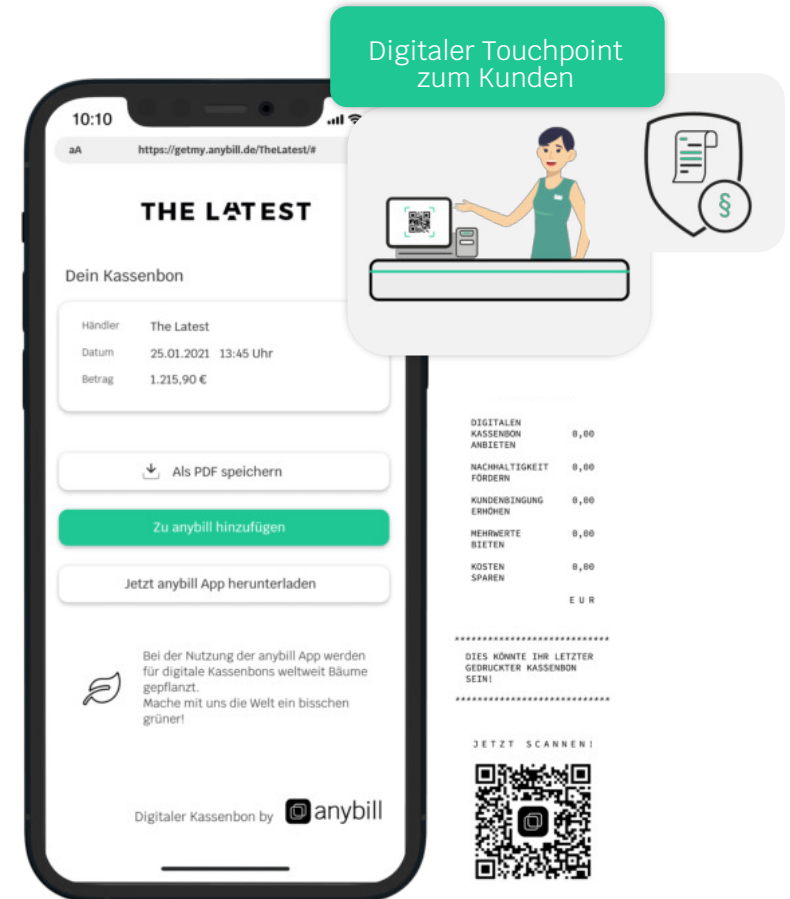 Digitaler Touchpoint
zum Kunden
§
10:10
aA
https://getmy.anybill.de/TheLatest/#
THE LATEST
Dein Kassenbon
Händler The Latest
Datum 25.01.2021 13:45 Uhr
Betrag 1.215,90 €
Als PDF speichern
Zu anybill hinzufügen
Jetzt anybill App herunterladen
Bei der Nutzung der anybill App werden
für digitale Kassenbons weltweit Bäume
gepflanzt.
Mache mit uns die Welt ein bisschen
grüner!
Digitaler Kassenbon by anybill
DIGITALEN
KASSENBON 0,00
ANBIETEN
NACHHALTIGKEIT 0,00
FÖRDERN
KUNDENBINGUNG 0,00
ERHÖHEN
MEHRWERTE 0,00
BIETEN
KOSTEN 0,00
SPAREN
EUR
****************************
DIES KÖNNTE IHR LETZTER
GEDRUCKTER KASSENBON
SEIN!
****************************
JETZT SCANNEN!